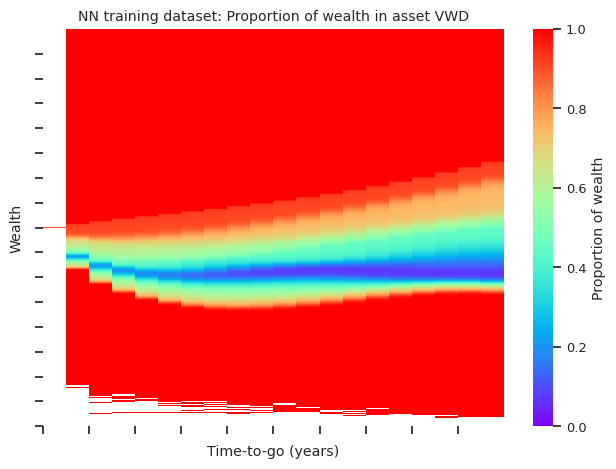 NN training dataset: Proportion of wealth in asset VWD
Wealth
Time-to-go (years)
1.0
0.8
0.6
0.4
0.2
0.0
Proportion of wealth